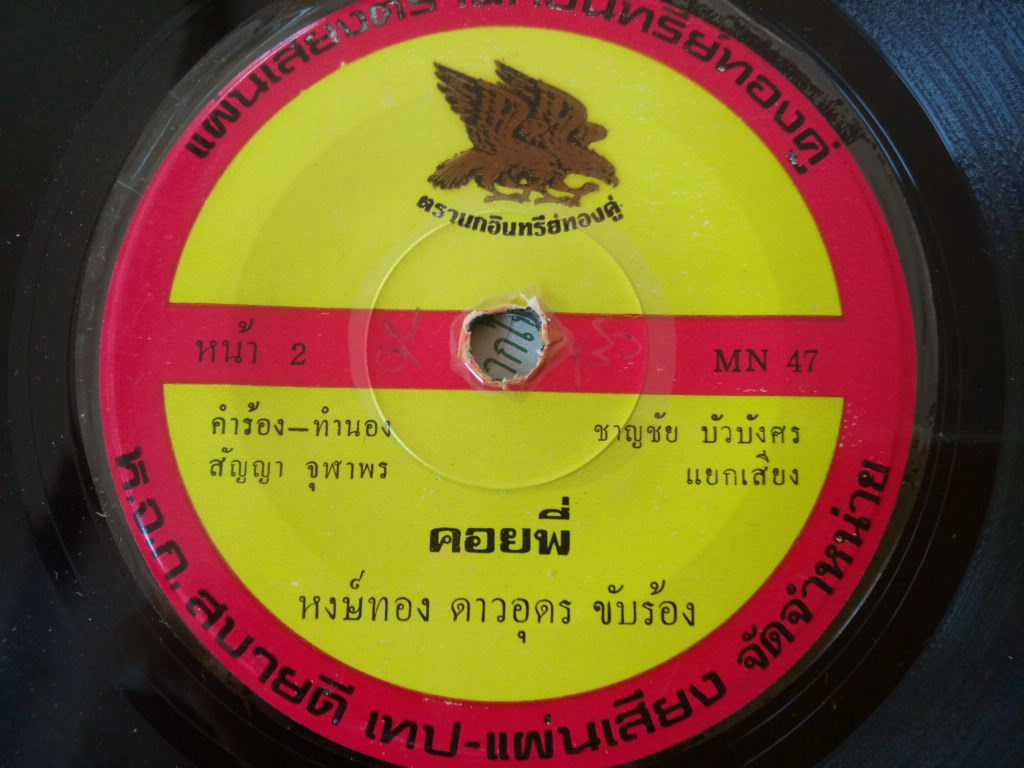 แผ่นเสียงตรานกอินทรีย์ทองคู่
ตรานกอินทรีย์ทองคู่
หน้า 2
MN 47
คำร้อง–ทำนอง
สัญญา จุฬาพร
ชาญชัย บัวบังศร
แยกเสียง
คอยพี่
หงษ์ทอง ดาวอุดร ขับร้อง
ห.จ.ก. สบายดี เทป-แผ่นเสียง จัดจำหน่าย